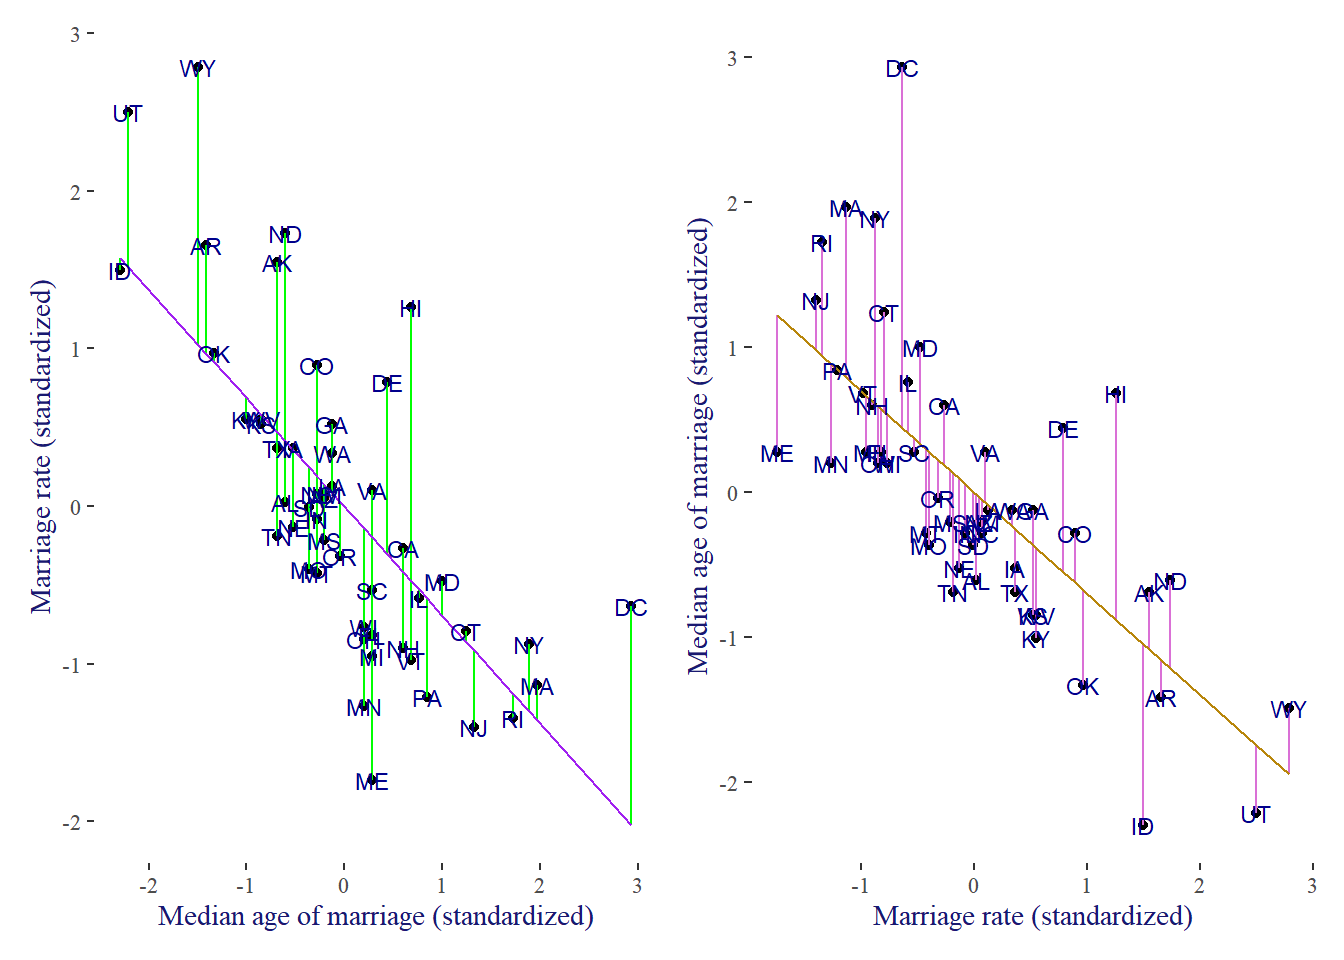 3
2
1
0
-1
-2
Marriage rate (standardized)
WY
UT
ND
AR
AK
ID
HI
OK
CO
DE
GA
TX
WA
VA
AL
NE
TN
MS
OR
CA
MD
SC
IL
DC
CT
NH
NY
MI
VT
MA
PA
MN
RI
NJ
ME
-2
-1
0
1
2
3
Median age of marriage (standardized)
3
2
1
0
-1
-2
Median age of marriage (standardized)
DC
MA
NY
RI
NJ
CT
MD
PA
IL
HI
VT
NH
CA
DE
ME
MN
SC
VA
OR
GA
CO
MO
SD
NE
IA
ND
AL
TN
TX
AK
KY
OK
AR
WY
UT
ID
-1
0
1
2
3
Marriage rate (standardized)